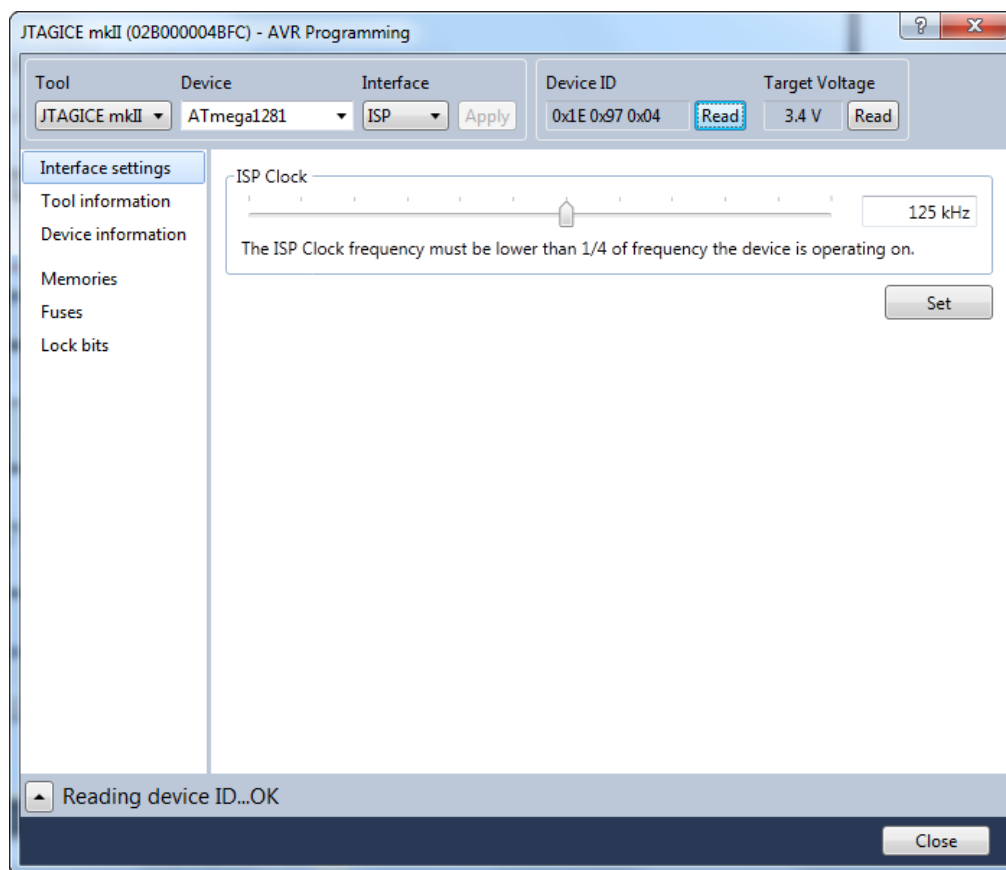 JTAGICE mkII (02B000004BFC) - AVR Programming
Tool Device Interface Device ID Target Voltage
JTAGICE mkII ATmega1281 ISP Apply 0x1E 0x97 0x04 Read 3.4 V Read
Interface settings
Tool information
Device information
Memories
Fuses
Lock bits
ISP Clock
125 kHz
The ISP Clock frequency must be lower than 1/4 of frequency the device is operating on.
Set
Reading device ID...OK
Close